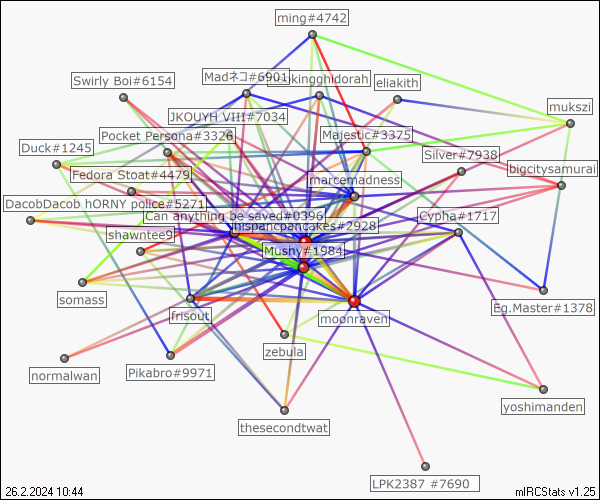 ming#4742
Madネコ#6901
kingghidorah
Swirly Boi#6154
eliakith
mukszi
JKOUYH_VIII#7034
Pocket Persona#3326
Majestic#3375
Duck#1245
Silver#7938
Fedora Stoat#4479
marcemadness
bigcitysamurai
DacobDacob hORNY police#5271
Can anything be saved#0396
Cypha#1717
hispancpancakes#2928
shawntee9
Mushy#1984
somass
frisout
moonraven
Eg.Master#1378
zebula
normalwan
Pikabro#9971
yoshimanden
thesecondtwat
LPK2387 #7690
26.2.2024 10:44
mIRCStats v1.25